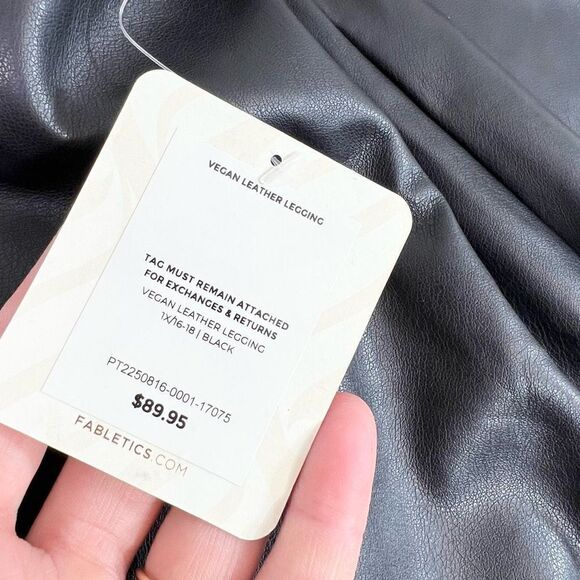 VEGAN LEATHER LEGGING
TAG MUST REMAIN ATTACHED
FOR EXCHANGES & RETURNS
VEGAN LEATHER LEGGING
1X/16-18 | BLACK
PT2250816-0001-17075
$89.95
FABLETICS.COM